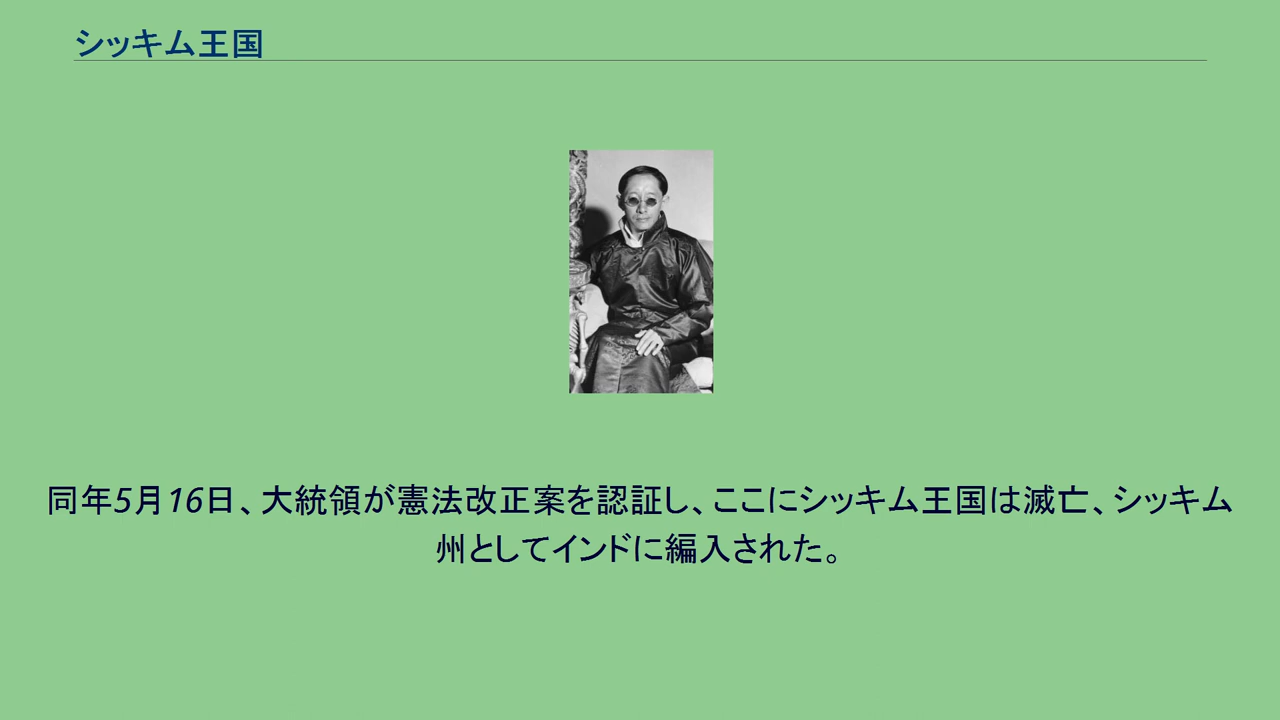 シッキム王国
同年5月16日、大統領が憲法改正案を認証し、ここにシッキム王国は滅亡、シッキム
州としてインドに編入された。